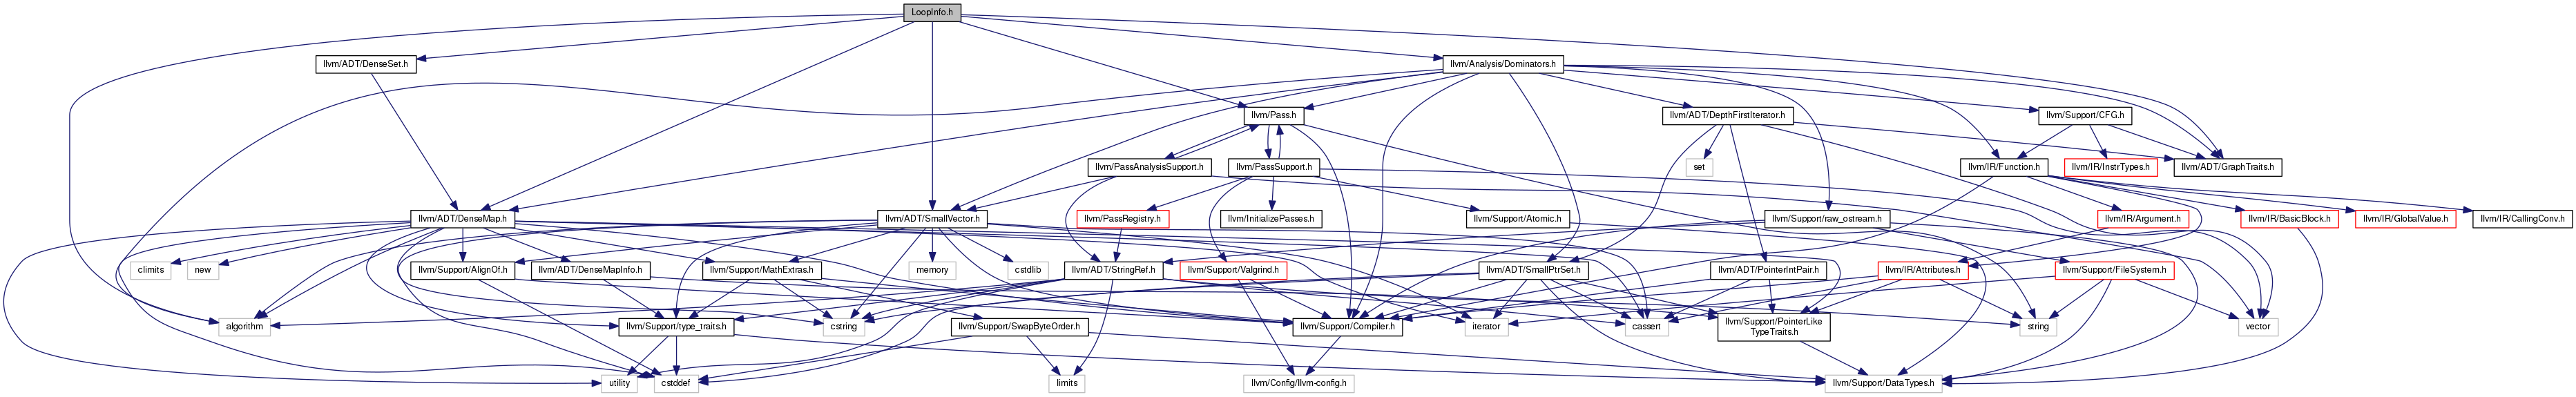 LoopInfo.h
llvm/ADT/DenseSet.h
llvm/Analysis/Dominators.h
llvm/Pass.h
llvm/ADT/DepthFirstIterator.h
llvm/Support/CFG.h
llvm/PassAnalysisSupport.h
llvm/PassSupport.h
set
llvm/IR/Function.h
llvm/IR/InstrTypes.h
llvm/ADT/GraphTraits.h
llvm/ADT/DenseMap.h
llvm/ADT/SmallVector.h
llvm/PassRegistry.h
llvm/InitializePasses.h
llvm/Support/Atomic.h
llvm/Support/raw_ostream.h
llvm/IR/Argument.h
llvm/IR/BasicBlock.h
llvm/IR/GlobalValue.h
llvm/IR/CallingConv.h
climits
new
llvm/Support/AlignOf.h
llvm/ADT/DenseMapInfo.h
llvm/Support/MathExtras.h
memory
cstdlib
llvm/ADT/StringRef.h
llvm/Support/Valgrind.h
llvm/ADT/SmallPtrSet.h
llvm/ADT/PointerIntPair.h
llvm/IR/Attributes.h
llvm/Support/FileSystem.h
algorithm
llvm/Support/type_traits.h
cstring
llvm/Support/SwapByteOrder.h
llvm/Support/Compiler.h
iterator
cassert
llvm/Support/PointerLike
TypeTraits.h
string
vector
utility
cstddef
limits
llvm/Config/llvm-config.h
llvm/Support/DataTypes.h